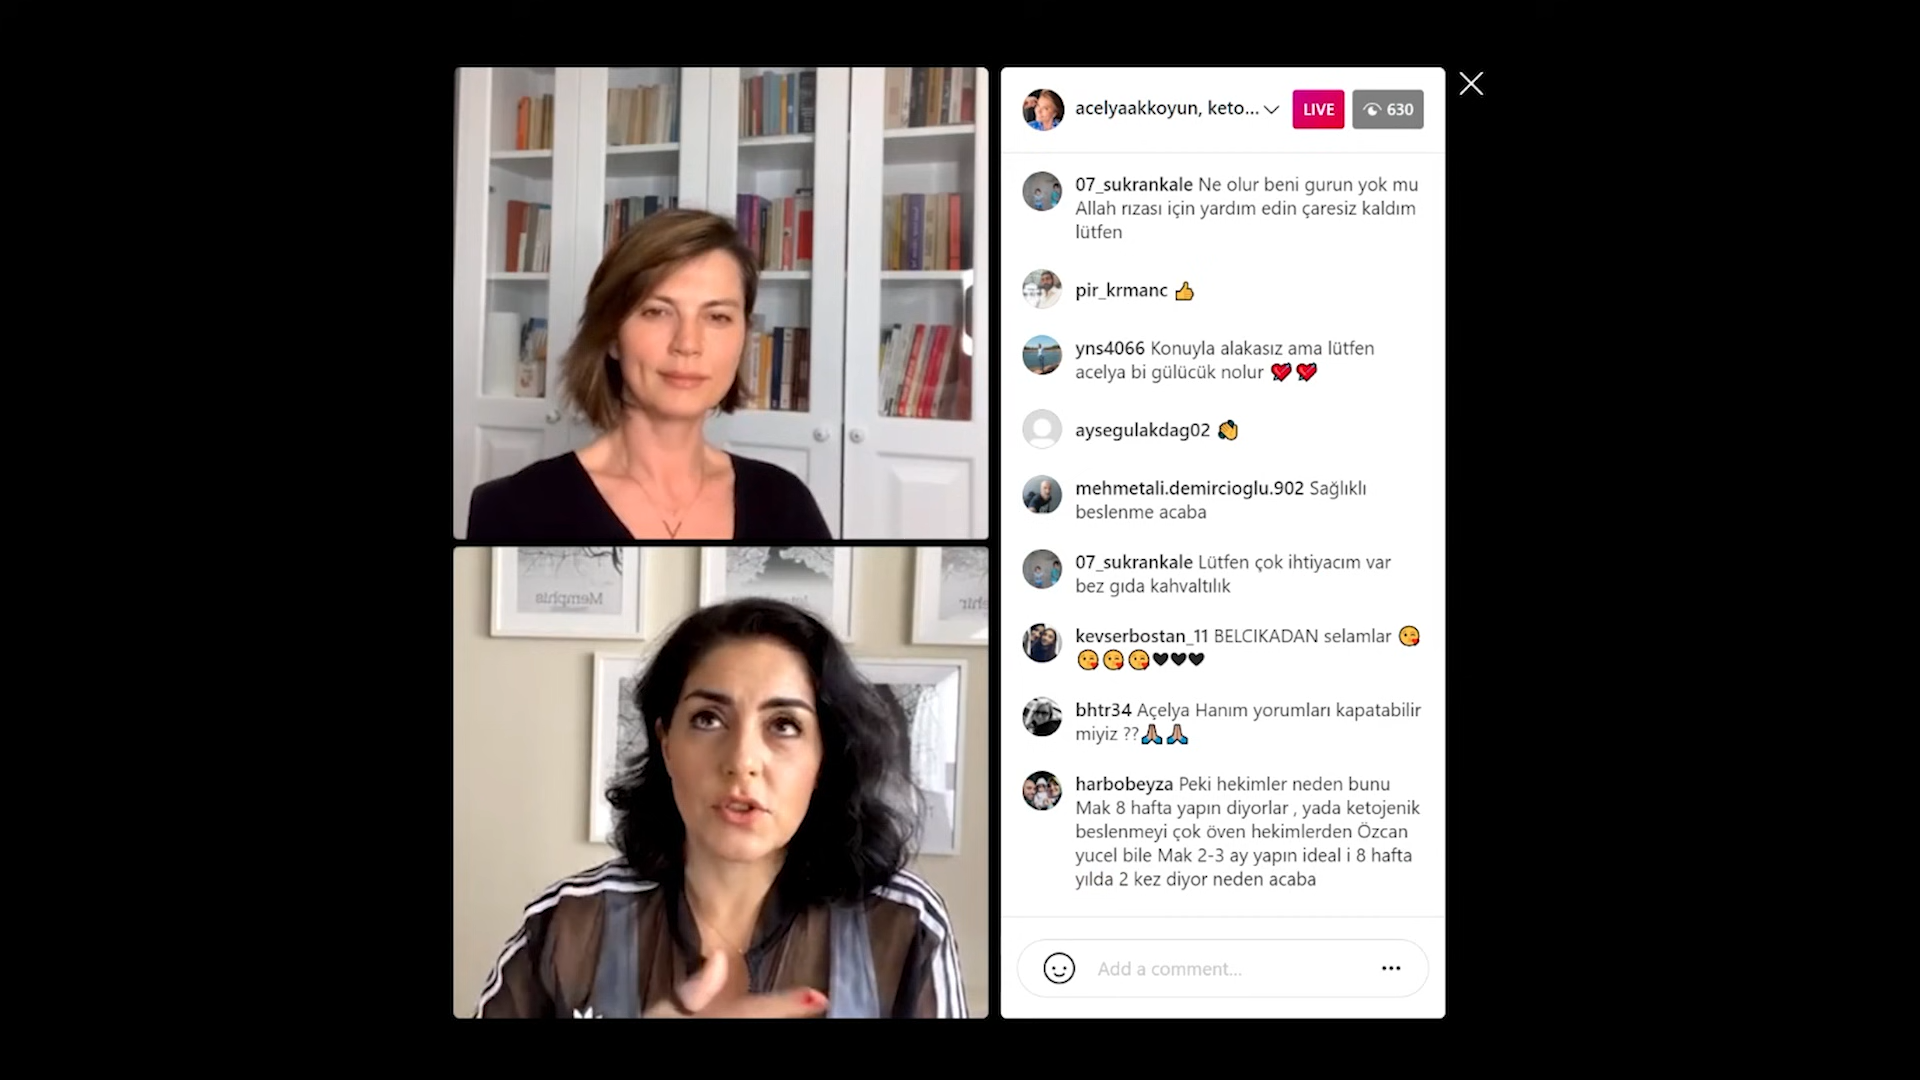 acelyaakkoyun, keto...
LIVE
630
07_sukrankale Ne olur beni gurun yok mu
Allah rızası için yardım edin çaresiz kaldım
lütfen
pir_krmanc 👍
yns4066 Konuyla alakasız ama lütfen
acelya bi gülücük nolur 💘💘
aysegulakdag02 👏
mehmetali.demircioglu.902 Sağlıklı
beslenme acaba
07_sukrankale Lütfen çok ihtiyacım var
bez gıda kahvaltılık
kevserbostan_11 BELCIKADAN selamlar 😘
😘😘😘🖤🖤🖤
bhtr34 Açelya Hanım yorumları kapatabilir
miyiz ??🙏🙏
harbobeyza Peki hekimler neden bunu
Mak 8 hafta yapın diyorlar , yada ketojenik
beslenmeyi çok öven hekimlerden Özcan
yucel bile Mak 2-3 ay yapın ideal i 8 hafta
yılda 2 kez diyor neden acaba
Add a comment...
Memphis